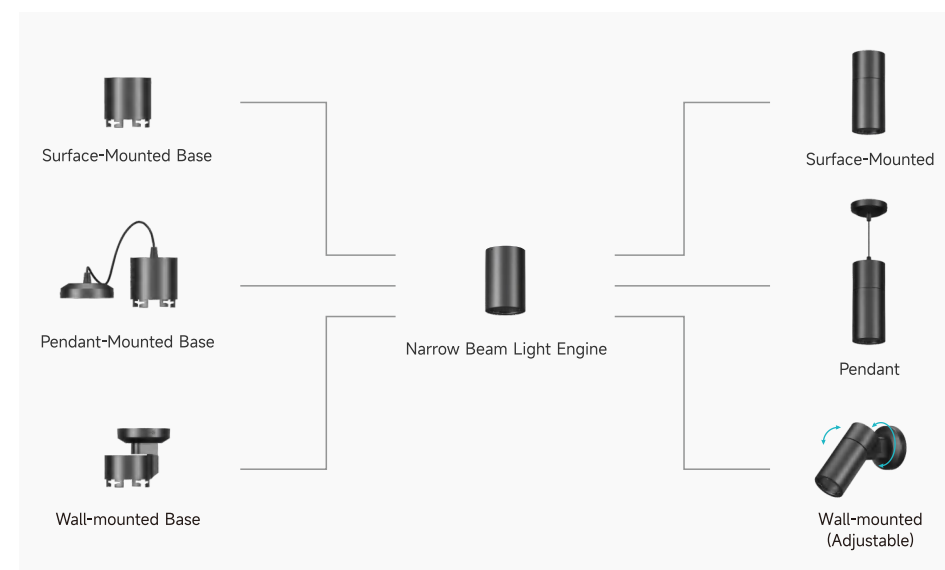 Surface-Mounted Base
Surface-Mounted
Pendant-Mounted Base
Narrow Beam Light Engine
Pendant
Wall-mounted Base
Wall-mounted
(Adjustable)